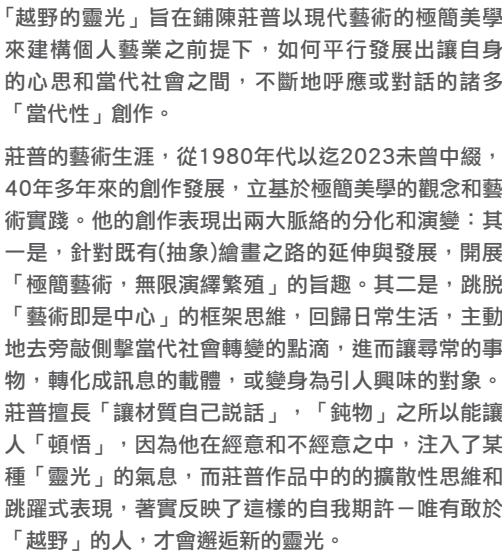 「越野的靈光」旨在鋪陳莊普以現代藝術的極簡美學
來建構個人藝業之前提下，如何平行發展出讓自身
的心思和當代社會之間，不斷地呼應或對話的諸多
「當代性」創作。
莊普的藝術生涯，從1980年代以迄2023未曾中綴，
40年多年來的創作發展，立基於極簡美學的觀念和藝
術實踐。他的創作表現出兩大脈絡的分化和演變：其
一是，針對既有(抽象)繪畫之路的延伸與發展，開展
「極簡藝術，無限演繹繁殖」的旨趣。其二是，跳脱
「藝術即是中心」的框架思維，回歸日常生活，主動
地去旁敲側擊當代社會轉變的點滴，進而讓尋常的事
物，轉化成訊息的載體，或變身為引人興味的對象。
莊普擅長「讓材質自己説話」，「鈍物」之所以能讓
人「頓悟」，因為他在經意和不經意之中，注入了某
種「靈光」的氣息，而莊普作品中的的擴散性思維和
跳躍式表現，著實反映了這樣的自我期許－唯有敢於
「越野」的人，才會邂逅新的靈光。